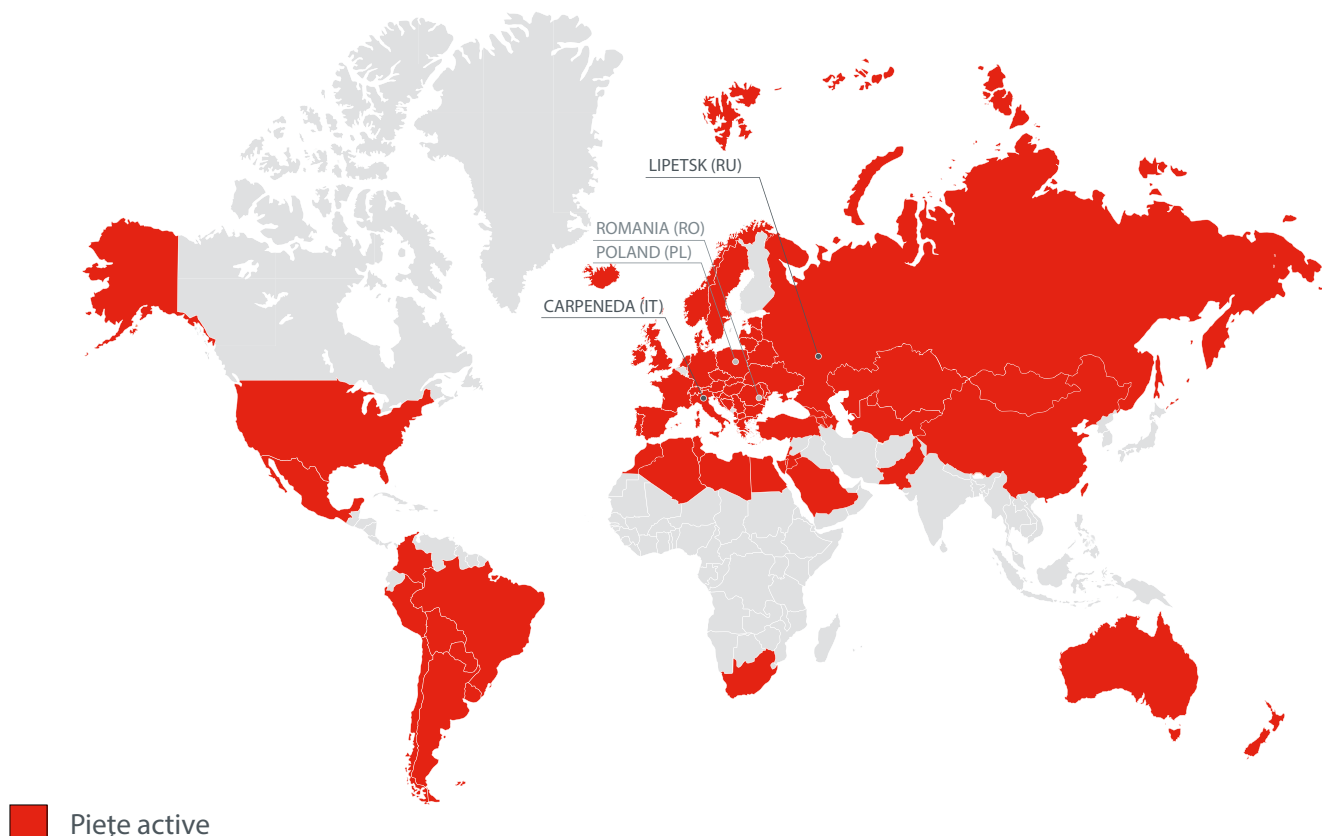 LIPETSK (RU)
ROMANIA (RO)
POLAND (PL)
CARPENEDA (IT)
Piețe active